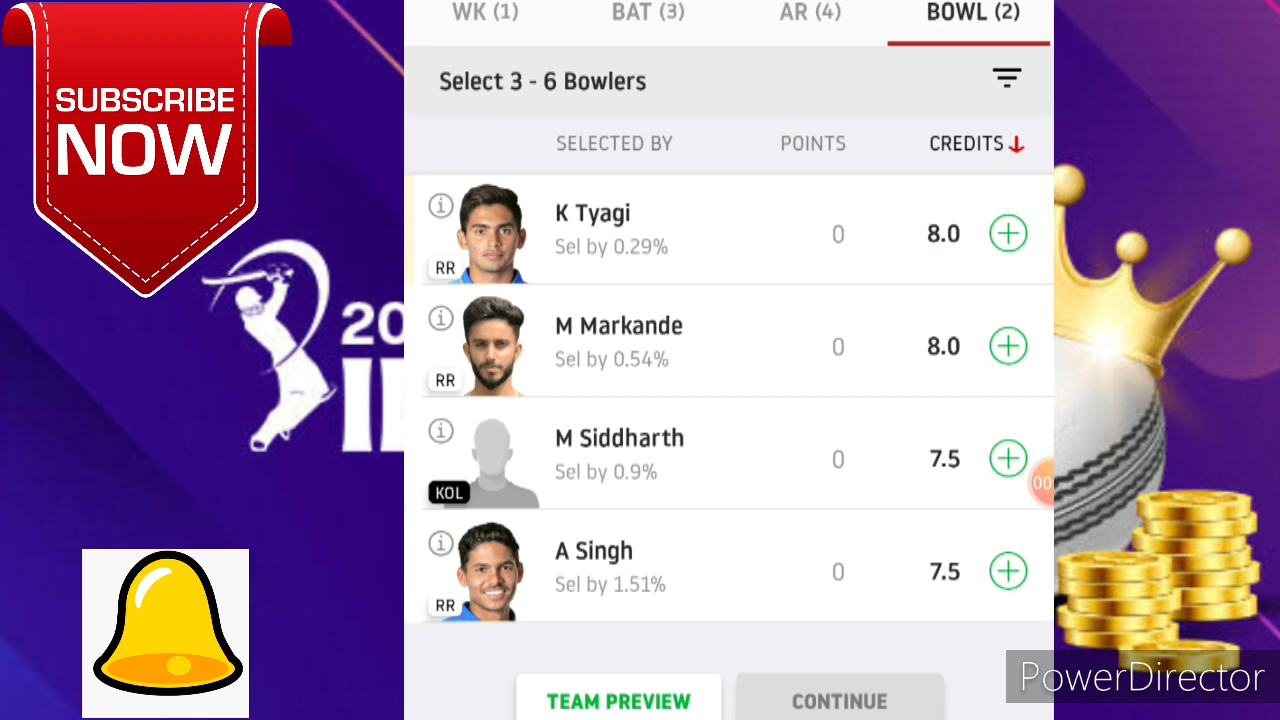 SUBSCRIBE
NOW
20
WK (1) BAT (3) AR (4) BOWL (2)
Select 3 - 6 Bowlers
SELECTED BY POINTS CREDITS
K Tyagi
Sel by 0.29%
0 8.0
RR
M Markande
Sel by 0.54%
0 8.0
RR
M Siddharth
Sel by 0.9%
0 7.5
KOL
00
A Singh
Sel by 1.51%
0 7.5
RR
TEAM PREVIEW CONTINUE
PowerDirector